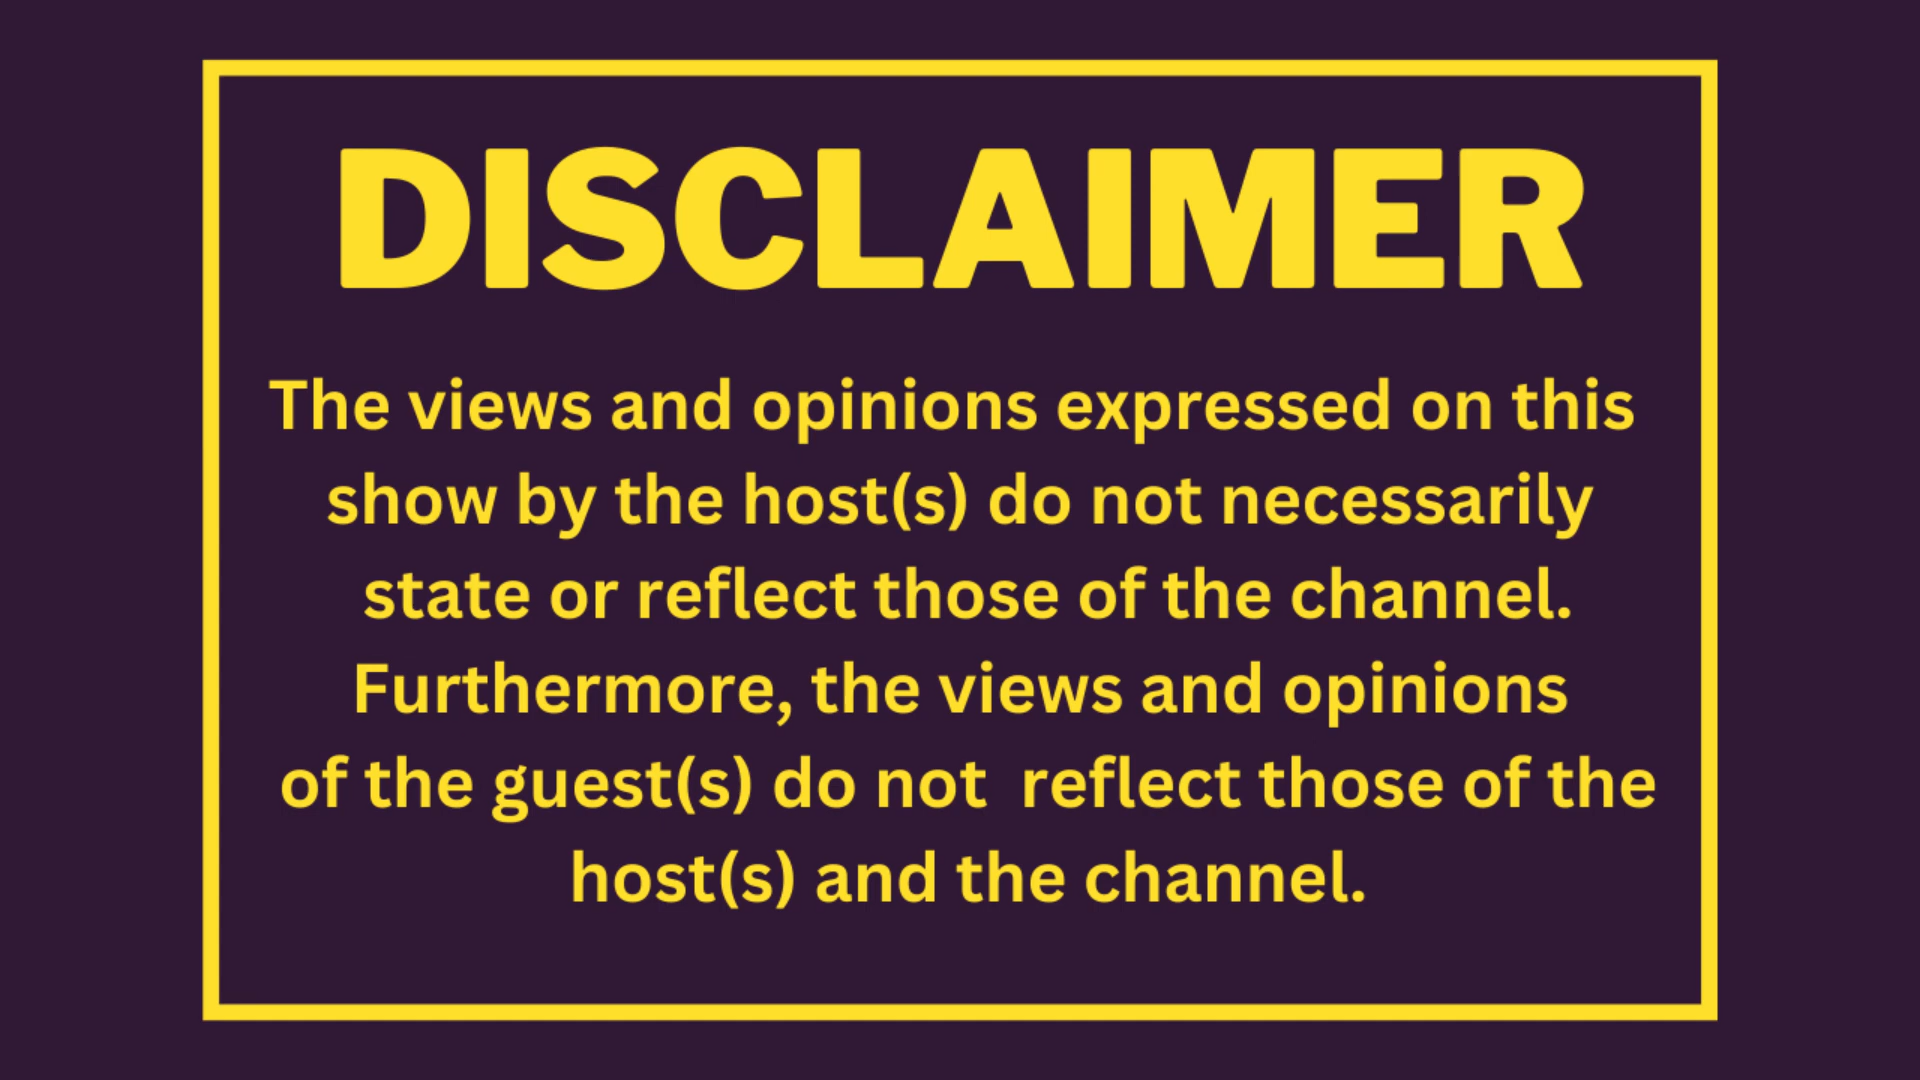 DISCLAIMER
The views and opinions expressed on this
show by the host(s) do not necessarily
state or reflect those of the channel.
Furthermore, the views and opinions
of the guest(s) do not  reflect those of the
host(s) and the channel.